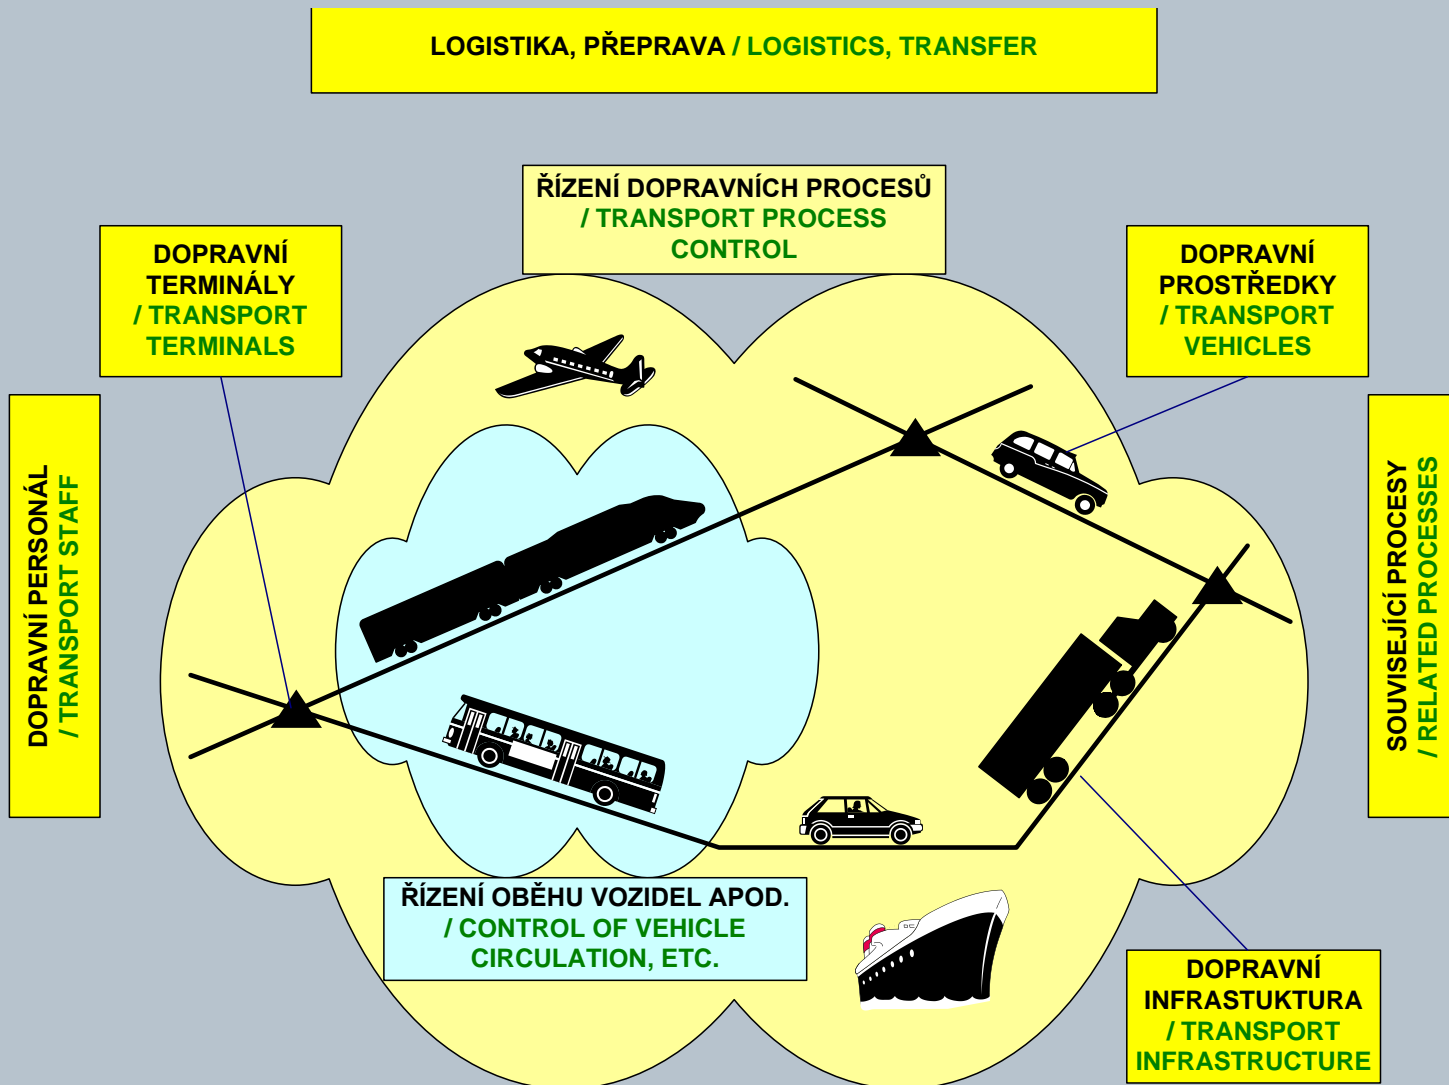 LOGISTIKA, PŘEPRAVA / LOGISTICS, TRANSFER
ŘÍZENÍ DOPRAVNÍCH PROCESŮ
/ TRANSPORT PROCESS
CONTROL
DOPRAVNÍ
TERMINÁLY
/ TRANSPORT
TERMINALS
DOPRAVNÍ
PROSTŘEDKY
/ TRANSPORT
VEHICLES
DOPRAVNÍ PERSONÁL
/ TRANSPORT STAFF
SOUVISEJÍCÍ PROCESY
/ RELATED PROCESSES
ŘÍZENÍ OBĚHU VOZIDEL APOD.
/ CONTROL OF VEHICLE
CIRCULATION, ETC.
DOPRAVNÍ
INFRASTUKTURA
/ TRANSPORT
INFRASTRUCTURE